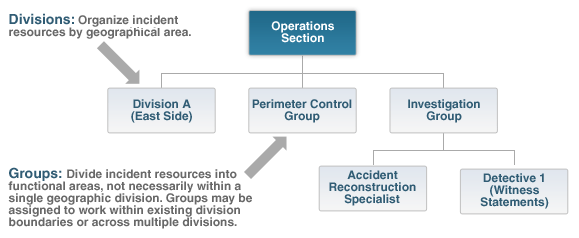 Divisions: Organize incident
resources by geographical area.
Operations
Section
Division A
(East Side)
Perimeter Control
Group
Investigation
Group
Groups: Divide incident resources into
functional areas, not necessarily within a
single geographic division. Groups may be
assigned to work within existing division
boundaries or across multiple divisions.
Accident
Reconstruction
Specialist
Detective 1
(Witness
Statements)